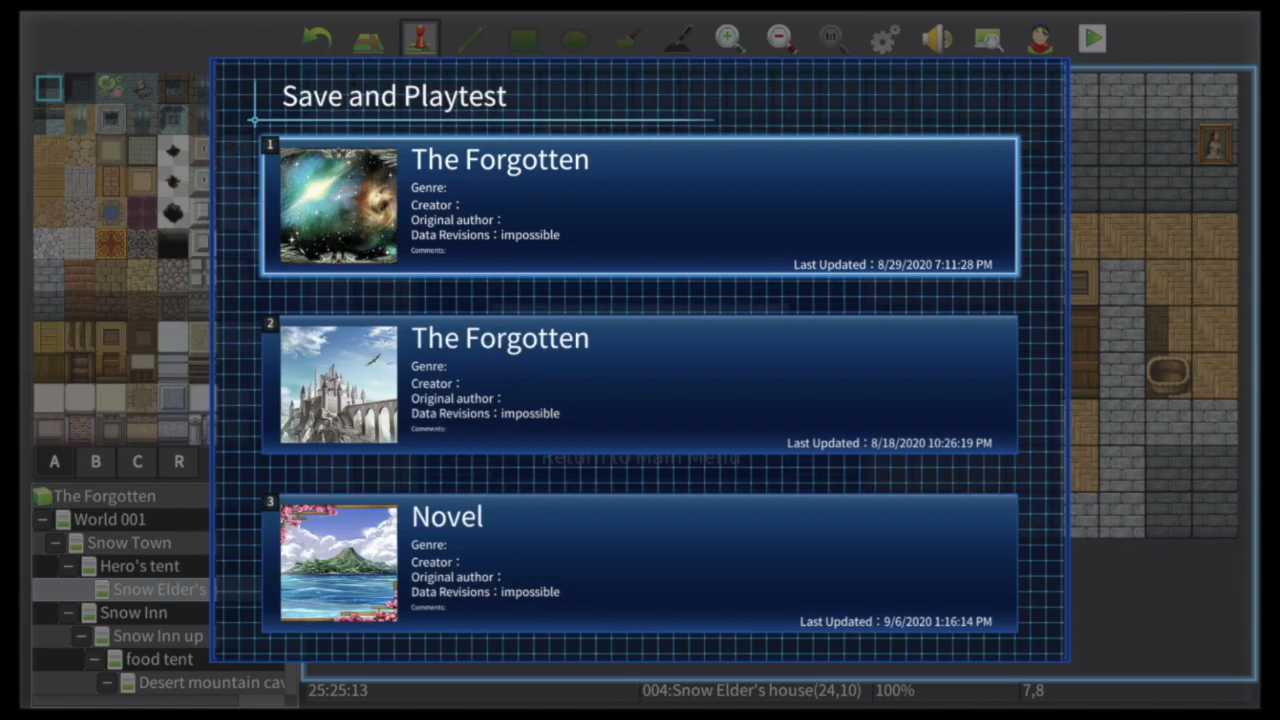 Save and Playtest
1
The Forgotten
Genre:
Creator :
Original author :
Data Revisions : impossible
Comments:
Last Updated : 8/29/2020 7:11:28 PM
2
The Forgotten
Genre:
Creator :
Original author :
Data Revisions : impossible
Comments:
Last Updated : 8/18/2020 10:26:19 PM
Return to Main Menu
3
Novel
Genre:
Creator :
Original author :
Data Revisions : impossible
Comments:
Last Updated : 9/6/2020 1:16:14 PM
A B C R
The Forgotten
World 001
Snow Town
Hero's tent
Snow Elder's
Snow Inn
Snow Inn up
food tent
Desert mountain cav
25:25:13 004:Snow Elder's house(24,10) 100% 7,8